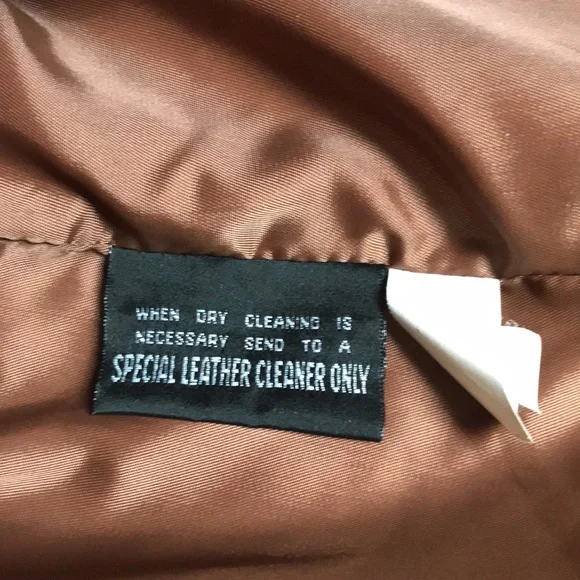 WHEN DRY CLEANING IS
NECESSARY SEND TO A
SPECIAL LEATHER CLEANER ONLY